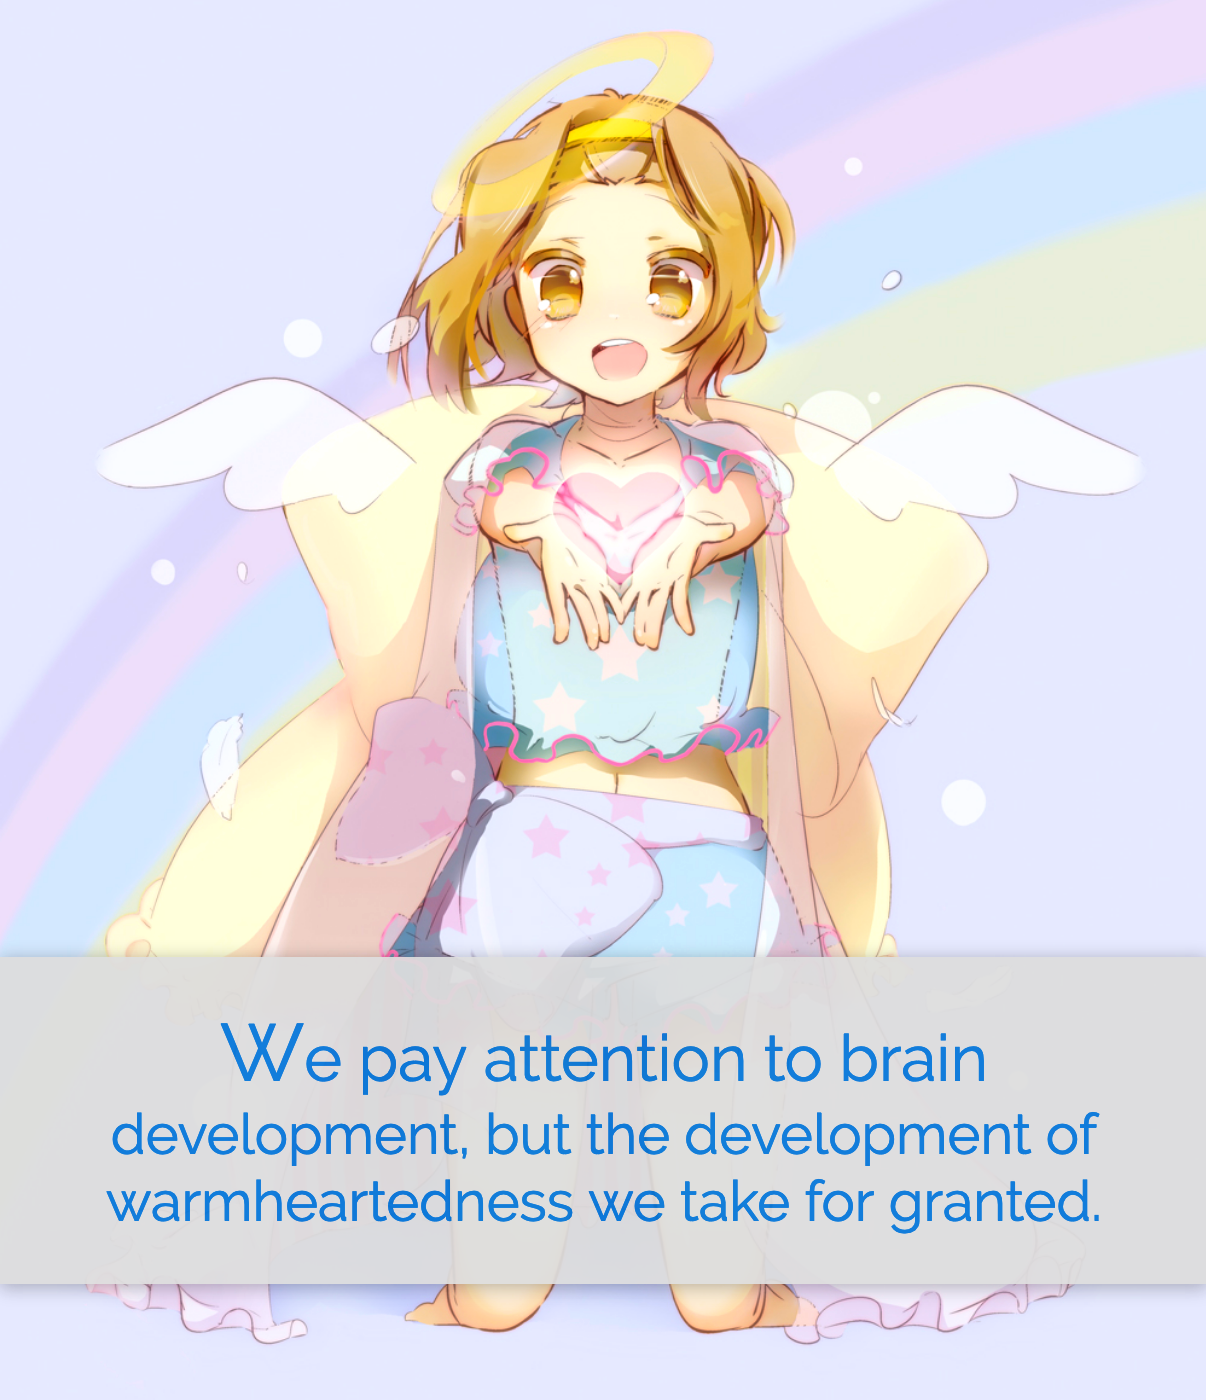 We pay attention to brain
development, but the development of
warmheartedness we take for granted.